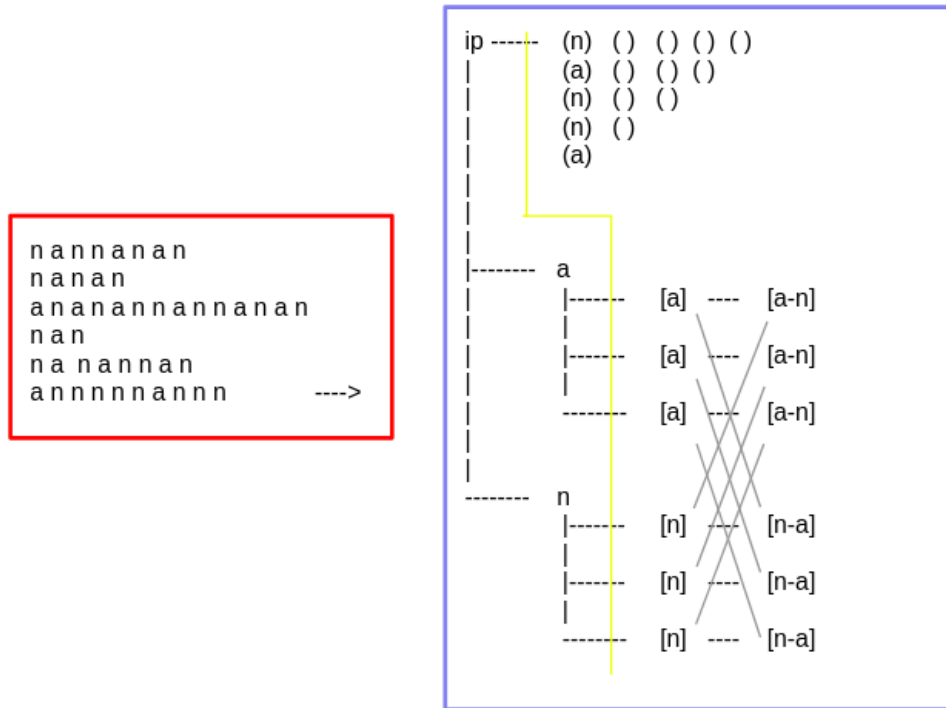 n a n n a n a n
n a n a n
a n a n a n n a n n a n a n
n a n
n a  n a n n a n
a n n n n n a n n n ---->
ip ------ (n) ( ) ( ) ( ) ( )
(a) ( ) ( ) ( )
(n) ( ) ( )
(n) ( )
(a)
|-------- a
|------- [a] ---- [a-n]
|------- [a] ---- [a-n]
-------- [a] ---- [a-n]
-------- n
|------- [n] ---- [n-a]
|------- [n] ---- [n-a]
-------- [n] ---- [n-a]